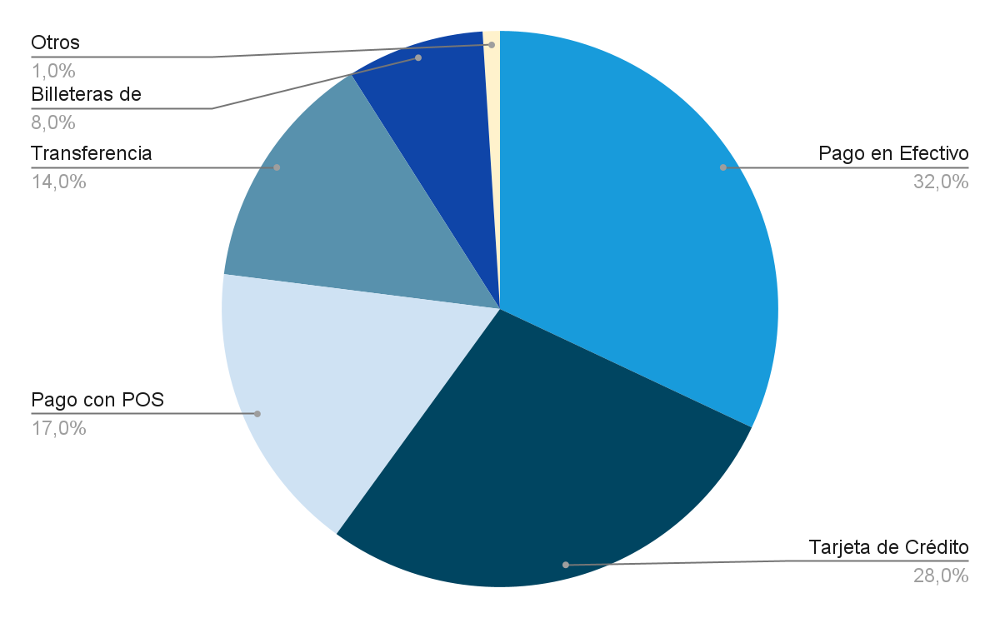 Otros
1,0%
Billeteras de
8,0%
Transferencia
14,0%
Pago con POS
17,0%
Pago en Efectivo
32,0%
Tarjeta de Crédito
28,0%